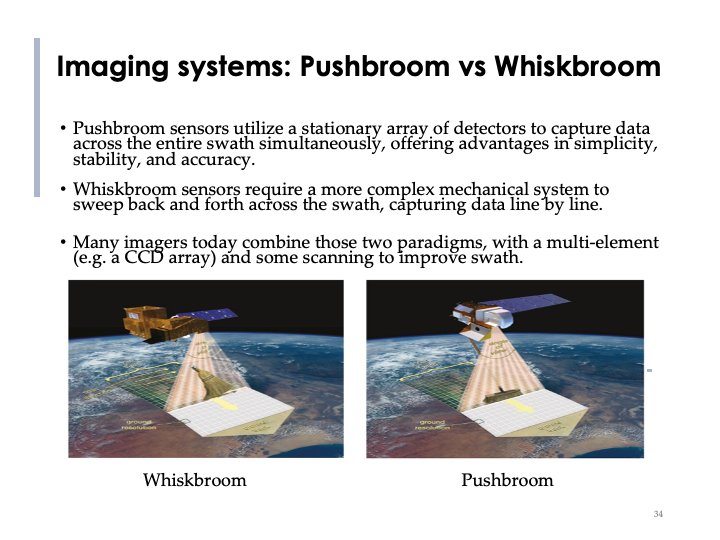 Imaging systems: Pushbroom vs Whiskbroom
• Pushbroom sensors utilize a stationary array of detectors to capture data
across the entire swath simultaneously, offering advantages in simplicity,
stability, and accuracy.
• Whiskbroom sensors require a more complex mechanical system to
sweep back and forth across the swath, capturing data line by line.
• Many imagers today combine those two paradigms, with a multi-element
(e.g. a CCD array) and some scanning to improve swath.
ground
resolution
ground
resolution
Whiskbroom
Pushbroom
34